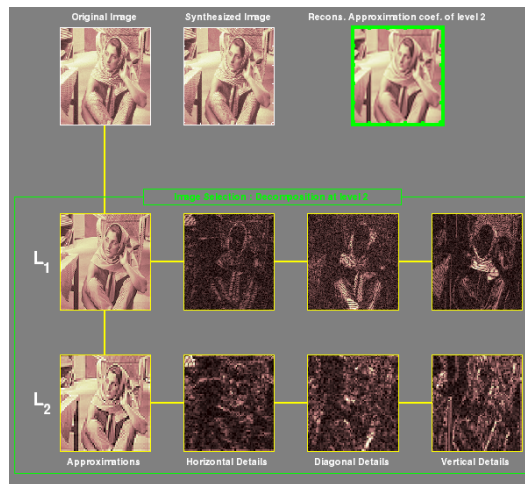 Original Image
Synthesized Image
Recons. Approximation coef. of level 2
Image Selection : Decomposition at level 2
L1
L2
Approximations
Horizontal Details
Diagonal Details
Vertical Details